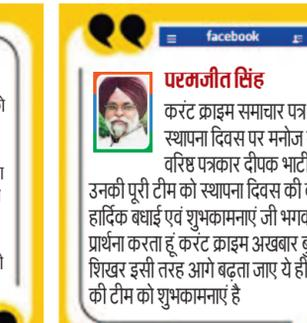 facebook
परमजीत सिंह
करंट क्राइम समाचार पत्र
स्थापना दिवस पर मनोज
वरिष्ठ पत्रकार दीपक भाटी
उनकी पूरी टीम को स्थापना दिवस की
हार्दिक बधाई एवं शुभकामनाएं जी भगव
प्रार्थना करता हूं करंट क्राइम अखबार
शिखर इसी तरह आगे बढ़ता जाए ये ही
की टीम को शुभकामनाएं है